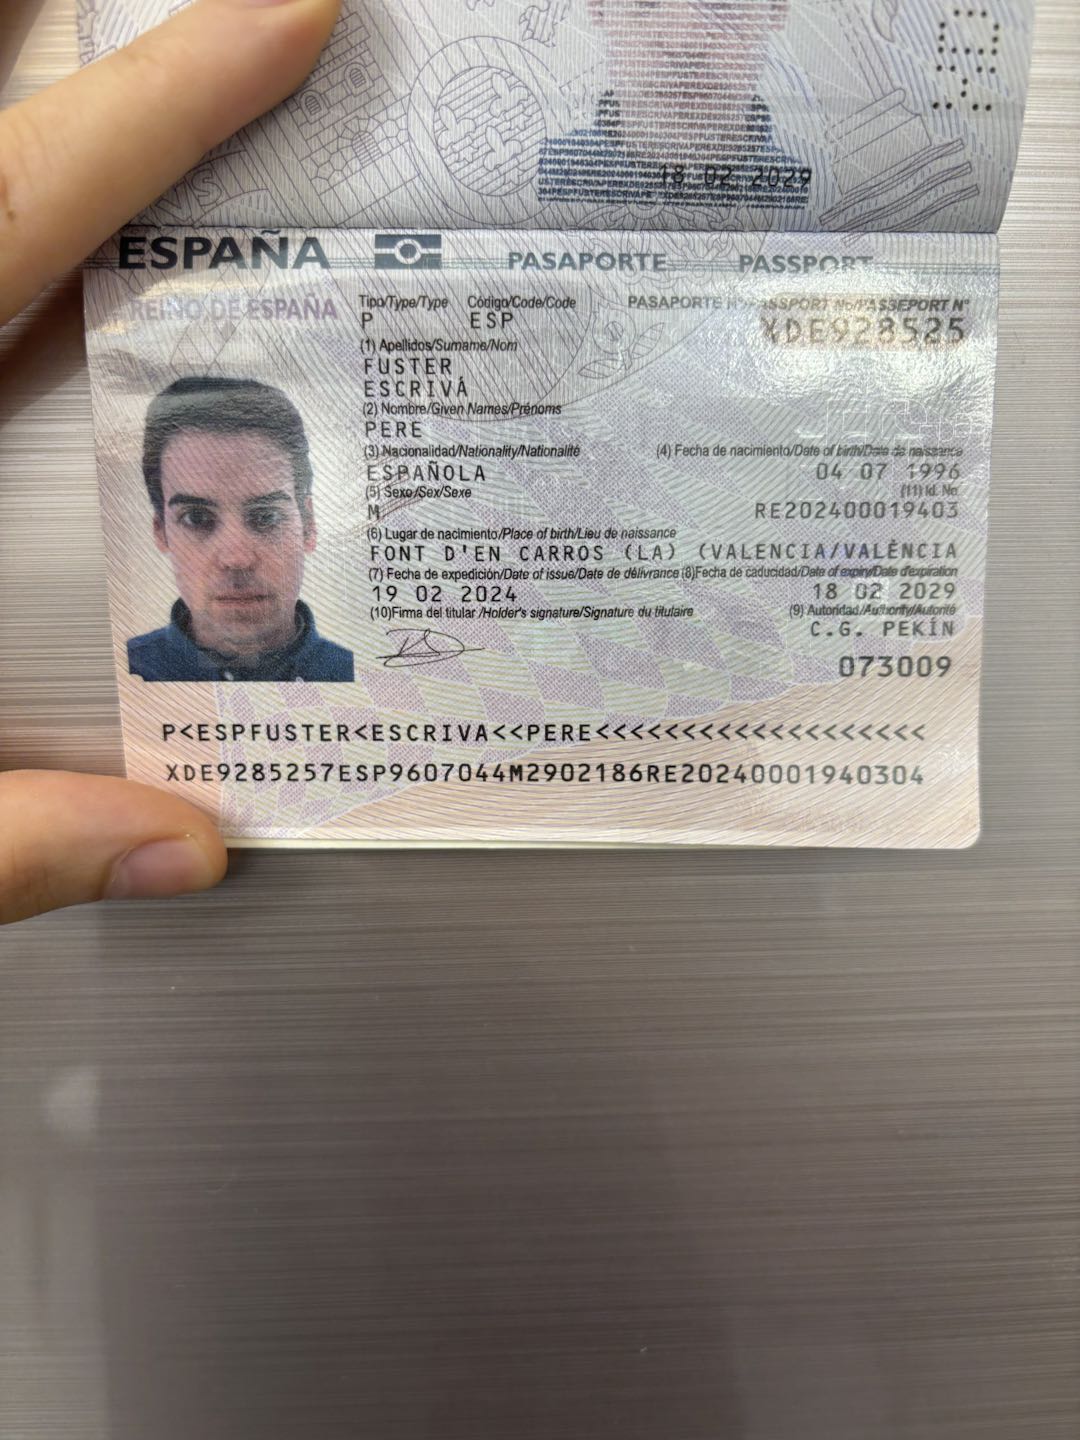 18 02 2029
ESPAÑA PASAPORTE PASSPORT
REINO DE ESPAÑA
Tipo/Type/Type Código/Code/Code PASAPORTE Nº/PASSPORT No/PASSEPORT Nº
P ESP XDE928525
(1) Apellidos/Surname/Nom
FUSTER
ESCRIVÁ
(2) Nombre/Given Names/Prénoms
PERE
(3) Nacionalidad/Nationality/Nationalité (4) Fecha de nacimiento/Date of birth/Date de naissance
ESPAÑOLA 04 07 1996
(5) Sexo/Sex/Sexe (11) Id. No
M RE202400019403
(6) Lugar de nacimiento/Place of birth/Lieu de naissance
FONT D'EN CARROS (LA) (VALENCIA/VALÈNCIA
(7) Fecha de expedición/Date of issue/Date de délivrance (8)Fecha de caducidad/Date of expiry/Date d'expiration
19 02 2024 18 02 2029
(10)Firma del titular /Holder's signature/Signature du titulaire (9) Autoridad/Authority/Autorité
C.G. PEKÍN
073009
P<ESPFUSTER<ESCRIVA<<PERE<<<<<<<<<<<<<<<<<<<
XDE9285257ESP9607044M2902186RE20240001940304